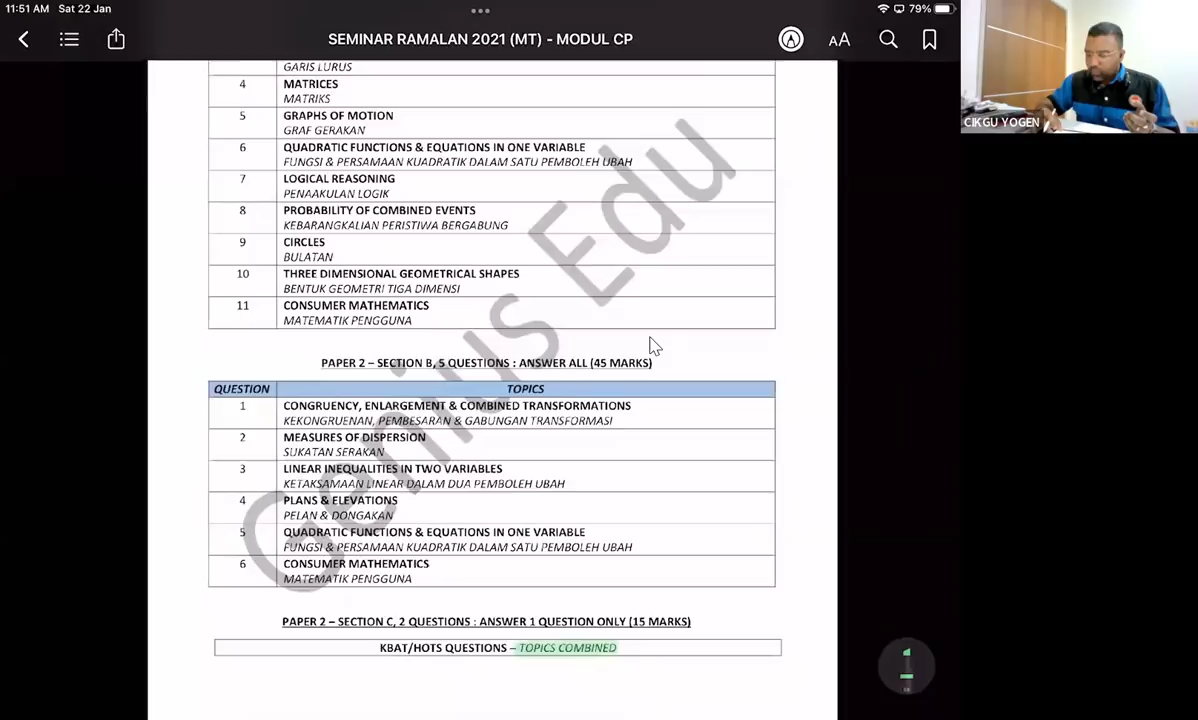 11:51 AM Sat 22 Jan
79%
SEMINAR RAMALAN 2021 (MT) - MODUL CP
AA
CIKGU YOGEN
GARIS LURUS
4 MATRICES
MATRIKS
5 GRAPHS OF MOTION
GRAF GERAKAN
6 QUADRATIC FUNCTIONS & EQUATIONS IN ONE VARIABLE
FUNGSI & PERSAMAAN KUADRATIK DALAM SATU PEMBOLEH UBAH
7 LOGICAL REASONING
PENAAKULAN LOGIK
8 PROBABILITY OF COMBINED EVENTS
KEBARANGKALIAN PERISTIWA BERGABUNG
9 CIRCLES
BULATAN
10 THREE DIMENSIONAL GEOMETRICAL SHAPES
BENTUK GEOMETRI TIGA DIMENSI
11 CONSUMER MATHEMATICS
MATEMATIK PENGGUNA
PAPER 2 – SECTION B, 5 QUESTIONS : ANSWER ALL (45 MARKS)
QUESTION TOPICS
1 CONGRUENCY, ENLARGEMENT & COMBINED TRANSFORMATIONS
KEKONGRUENAN, PEMBESARAN & GABUNGAN TRANSFORMASI
2 MEASURES OF DISPERSION
SUKATAN SERAKAN
3 LINEAR INEQUALITIES IN TWO VARIABLES
KETAKSAMAAN LINEAR DALAM DUA PEMBOLEH UBAH
4 PLANS & ELEVATIONS
PELAN & DONGAKAN
5 QUADRATIC FUNCTIONS & EQUATIONS IN ONE VARIABLE
FUNGSI & PERSAMAAN KUADRATIK DALAM SATU PEMBOLEH UBAH
6 CONSUMER MATHEMATICS
MATEMATIK PENGGUNA
PAPER 2 – SECTION C, 2 QUESTIONS : ANSWER 1 QUESTION ONLY (15 MARKS)
KBAT/HOTS QUESTIONS – TOPICS COMBINED
Genius Edu